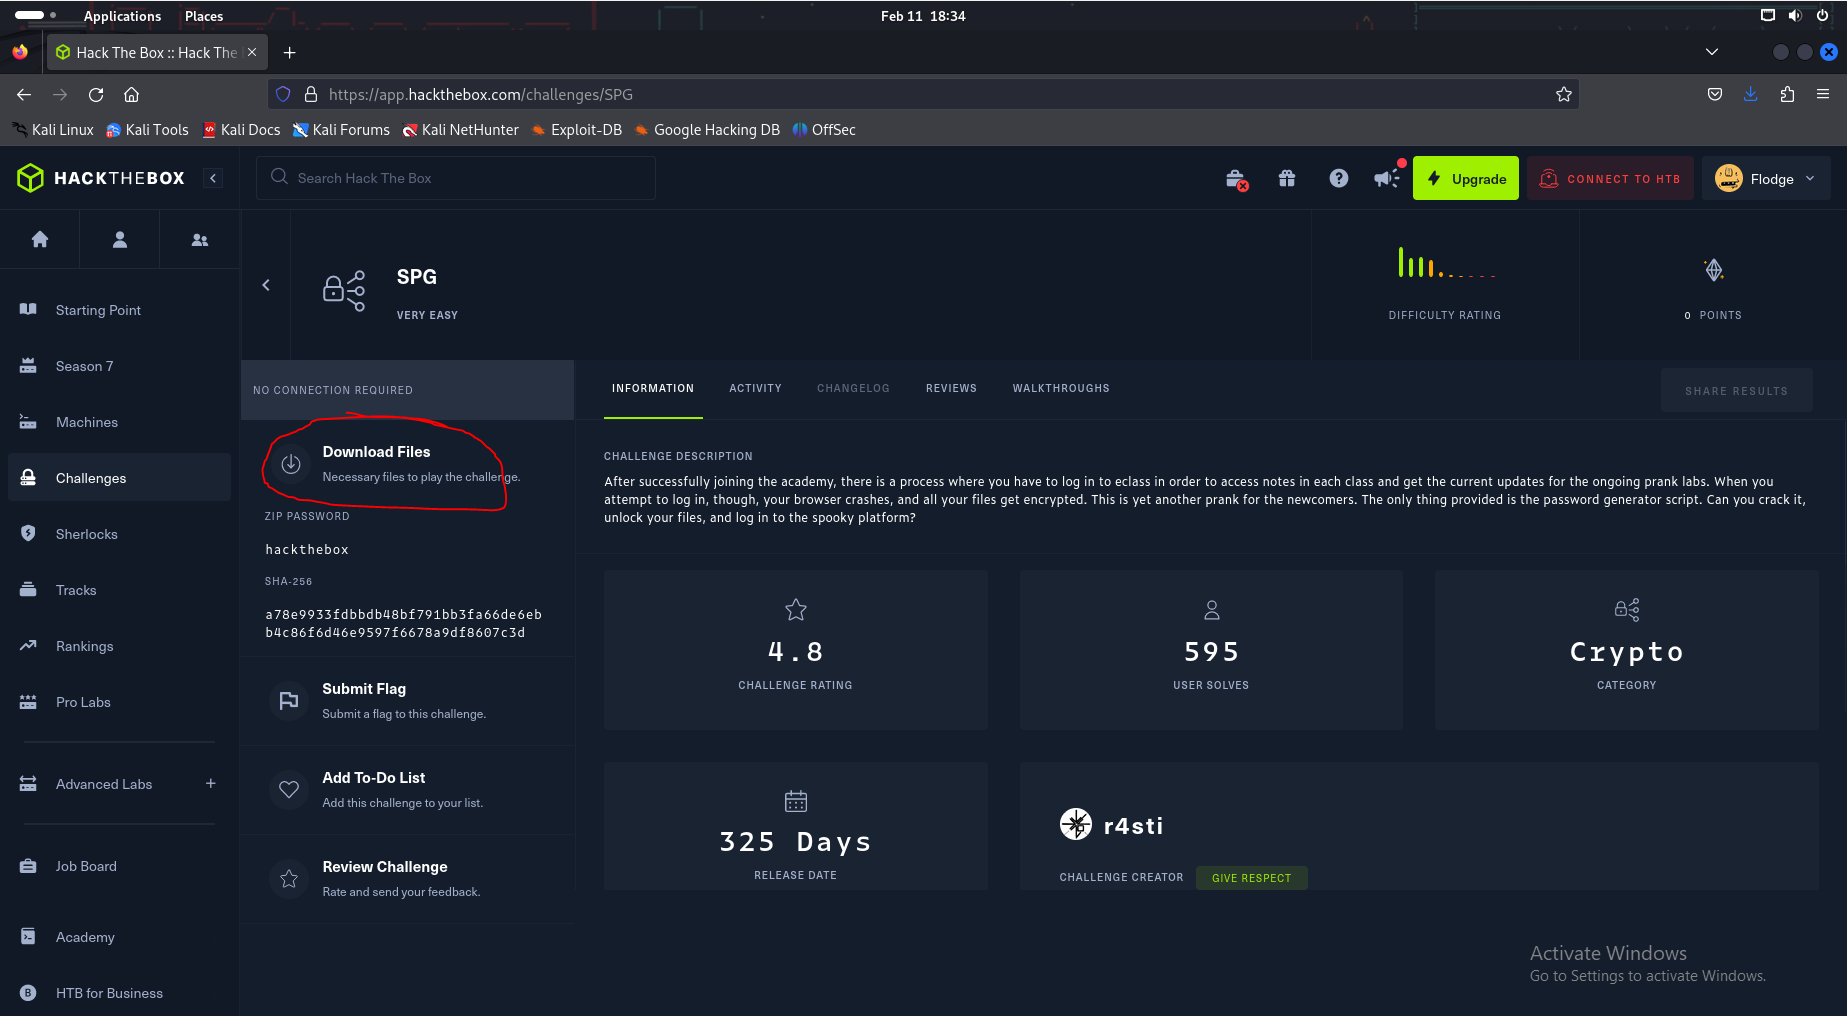 Applications Places Feb 11 18:34
Hack The Box :: Hack The
https://app.hackthebox.com/challenges/SPG
Kali Linux Kali Tools Kali Docs Kali Forums Kali NetHunter Exploit-DB Google Hacking DB OffSec
HACKTHEBOX
Search Hack The Box
Upgrade
CONNECT TO HTB
Flodge
Starting Point
Season 7
Machines
Challenges
Sherlocks
Tracks
Rankings
Pro Labs
Advanced Labs +
Job Board
Academy
HTB for Business
SPG
VERY EASY
DIFFICULTY RATING
0 POINTS
NO CONNECTION REQUIRED
Download Files
Necessary files to play the challenge.
ZIP PASSWORD
hackthebox
SHA-256
a78e9933fdbbdb48bf791bb3fa66de6eb
b4c86f6d46e9597f6678a9df8607c3d
Submit Flag
Submit a flag to this challenge.
Add To-Do List
Add this challenge to your list.
Review Challenge
Rate and send your feedback.
INFORMATION ACTIVITY CHANGELOG REVIEWS WALKTHROUGHS
SHARE RESULTS
CHALLENGE DESCRIPTION
After successfully joining the academy, there is a process where you have to log in to eclass in order to access notes in each class and get the current updates for the ongoing prank labs. When you
attempt to log in, though, your browser crashes, and all your files get encrypted. This is yet another prank for the newcomers. The only thing provided is the password generator script. Can you crack it,
unlock your files, and log in to the spooky platform?
4.8
CHALLENGE RATING
595
USER SOLVES
Crypto
CATEGORY
325 Days
RELEASE DATE
r4sti
CHALLENGE CREATOR GIVE RESPECT
Activate Windows
Go to Settings to activate Windows.